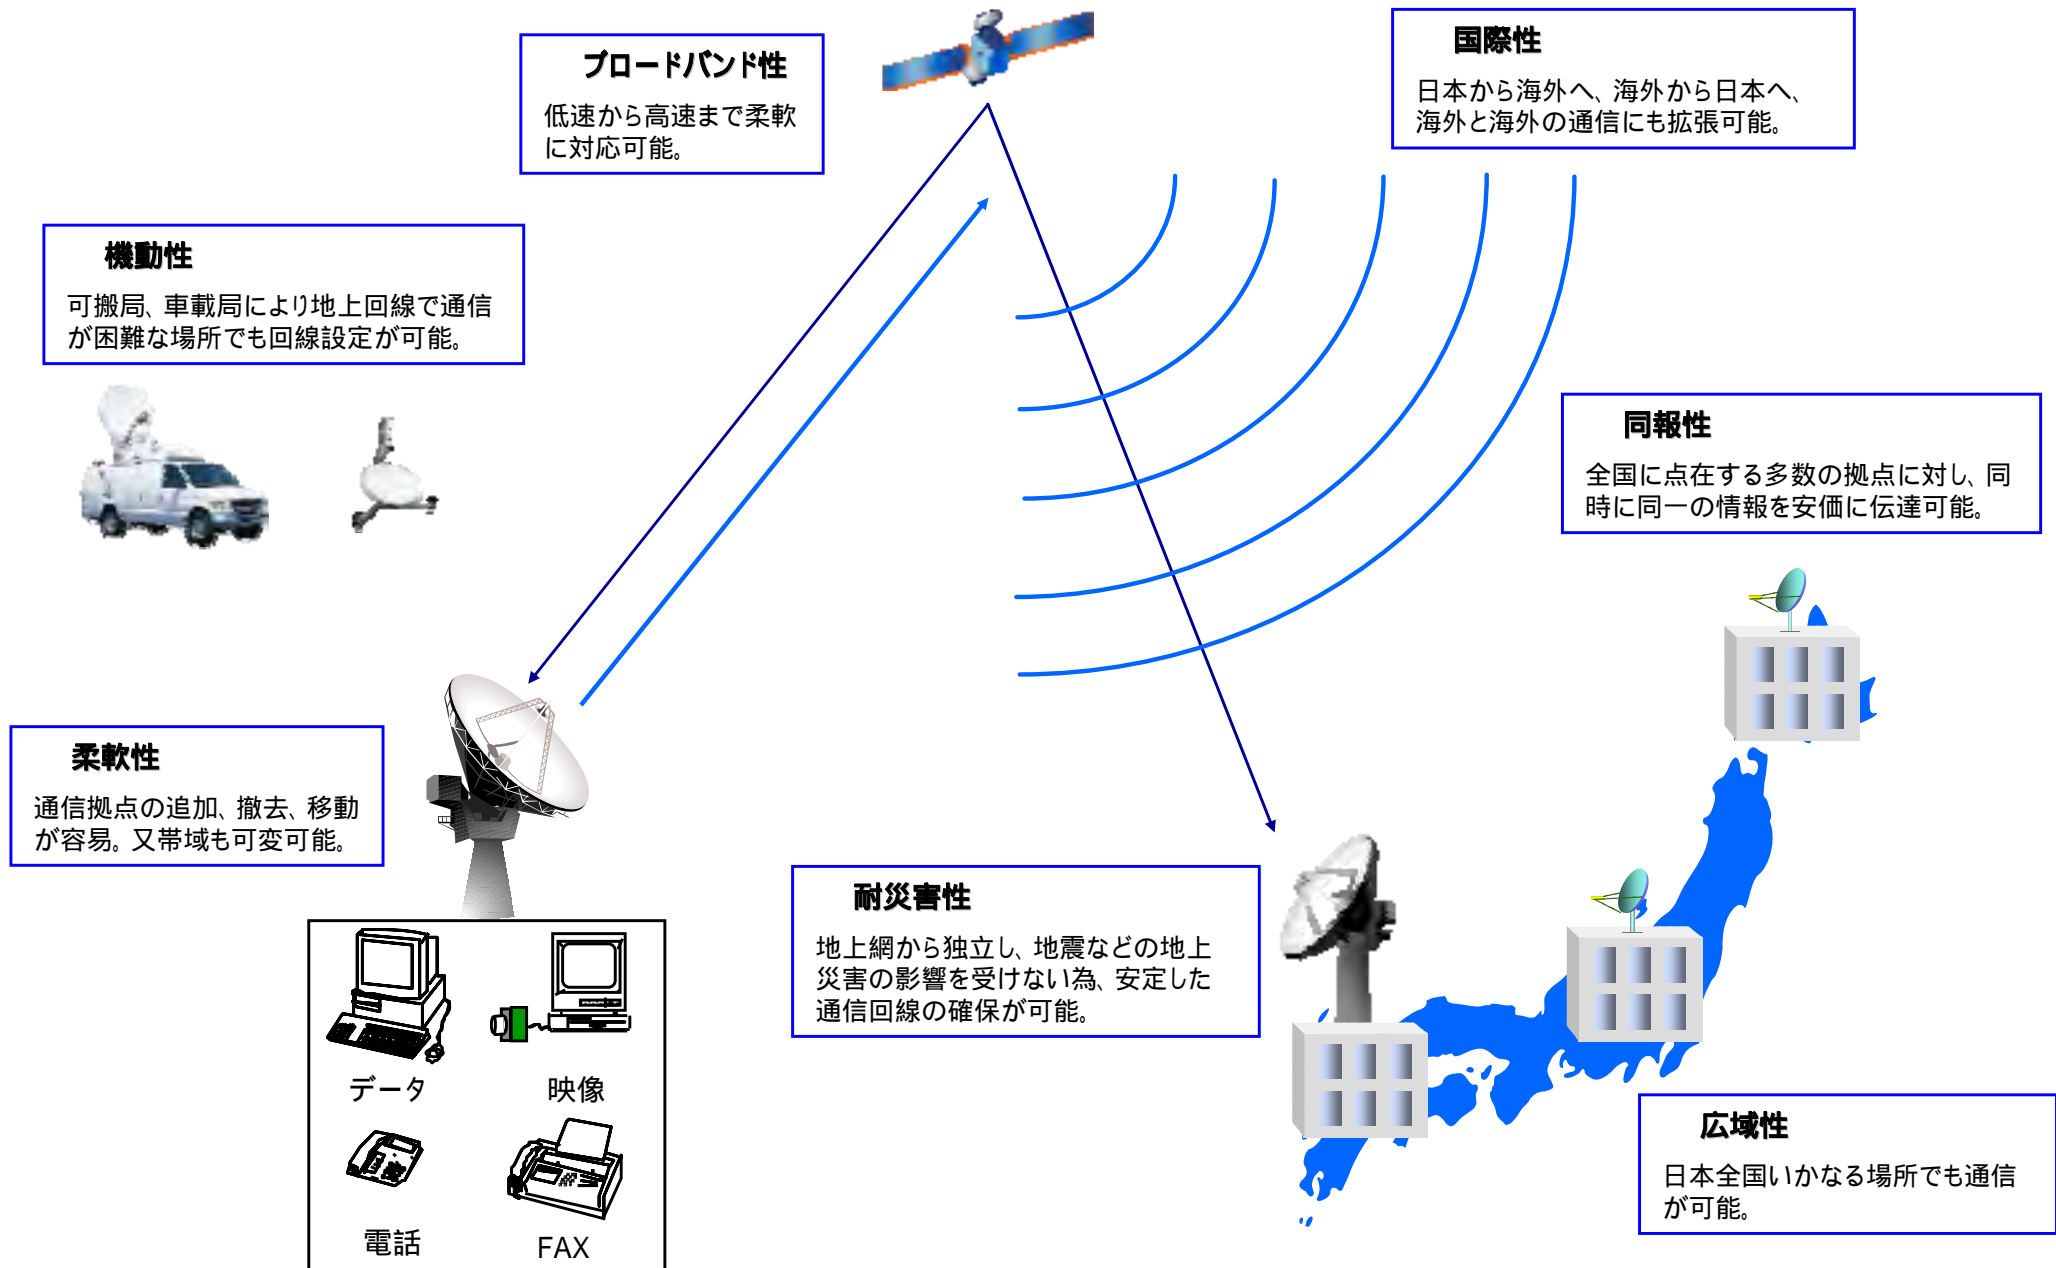 ブロードバンド性
低速から高速まで柔軟
に対応可能。
国際性
日本から海外へ、海外から日本へ、
海外と海外の通信にも拡張可能。
機動性
可搬局、車載局により地上回線で通信
が困難な場所でも回線設定が可能。
同報性
全国に点在する多数の拠点に対し、同
時に同一の情報を安価に伝達可能。
柔軟性
通信拠点の追加、撤去、移動
が容易。又帯域も可変可能。
耐災害性
地上網から独立し、地震などの地上
災害の影響を受けない為、安定した
通信回線の確保が可能。
データ
映像
電話
FAX
広域性
日本全国いかなる場所でも通信
が可能。